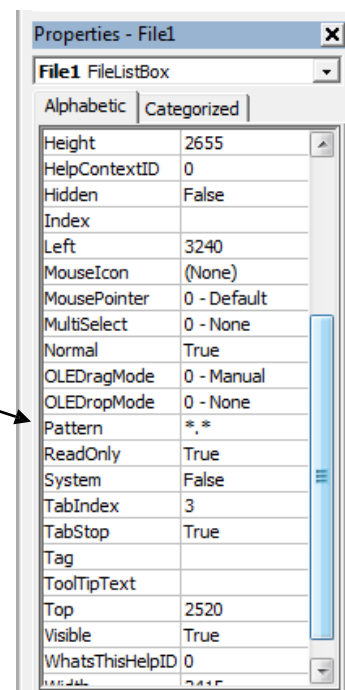 Properties - File1
File1 FileListBox
Alphabetic Categorized
Height 2655
HelpContextID 0
Hidden False
Index
Left 3240
MouseIcon (None)
MousePointer 0 - Default
MultiSelect 0 - None
Normal True
OLEDragMode 0 - Manual
OLEDropMode 0 - None
Pattern *.*
ReadOnly True
System False
TabIndex 3
TabStop True
Tag
ToolTipText
Top 2520
Visible True
WhatsThisHelpID 0
Width 2415